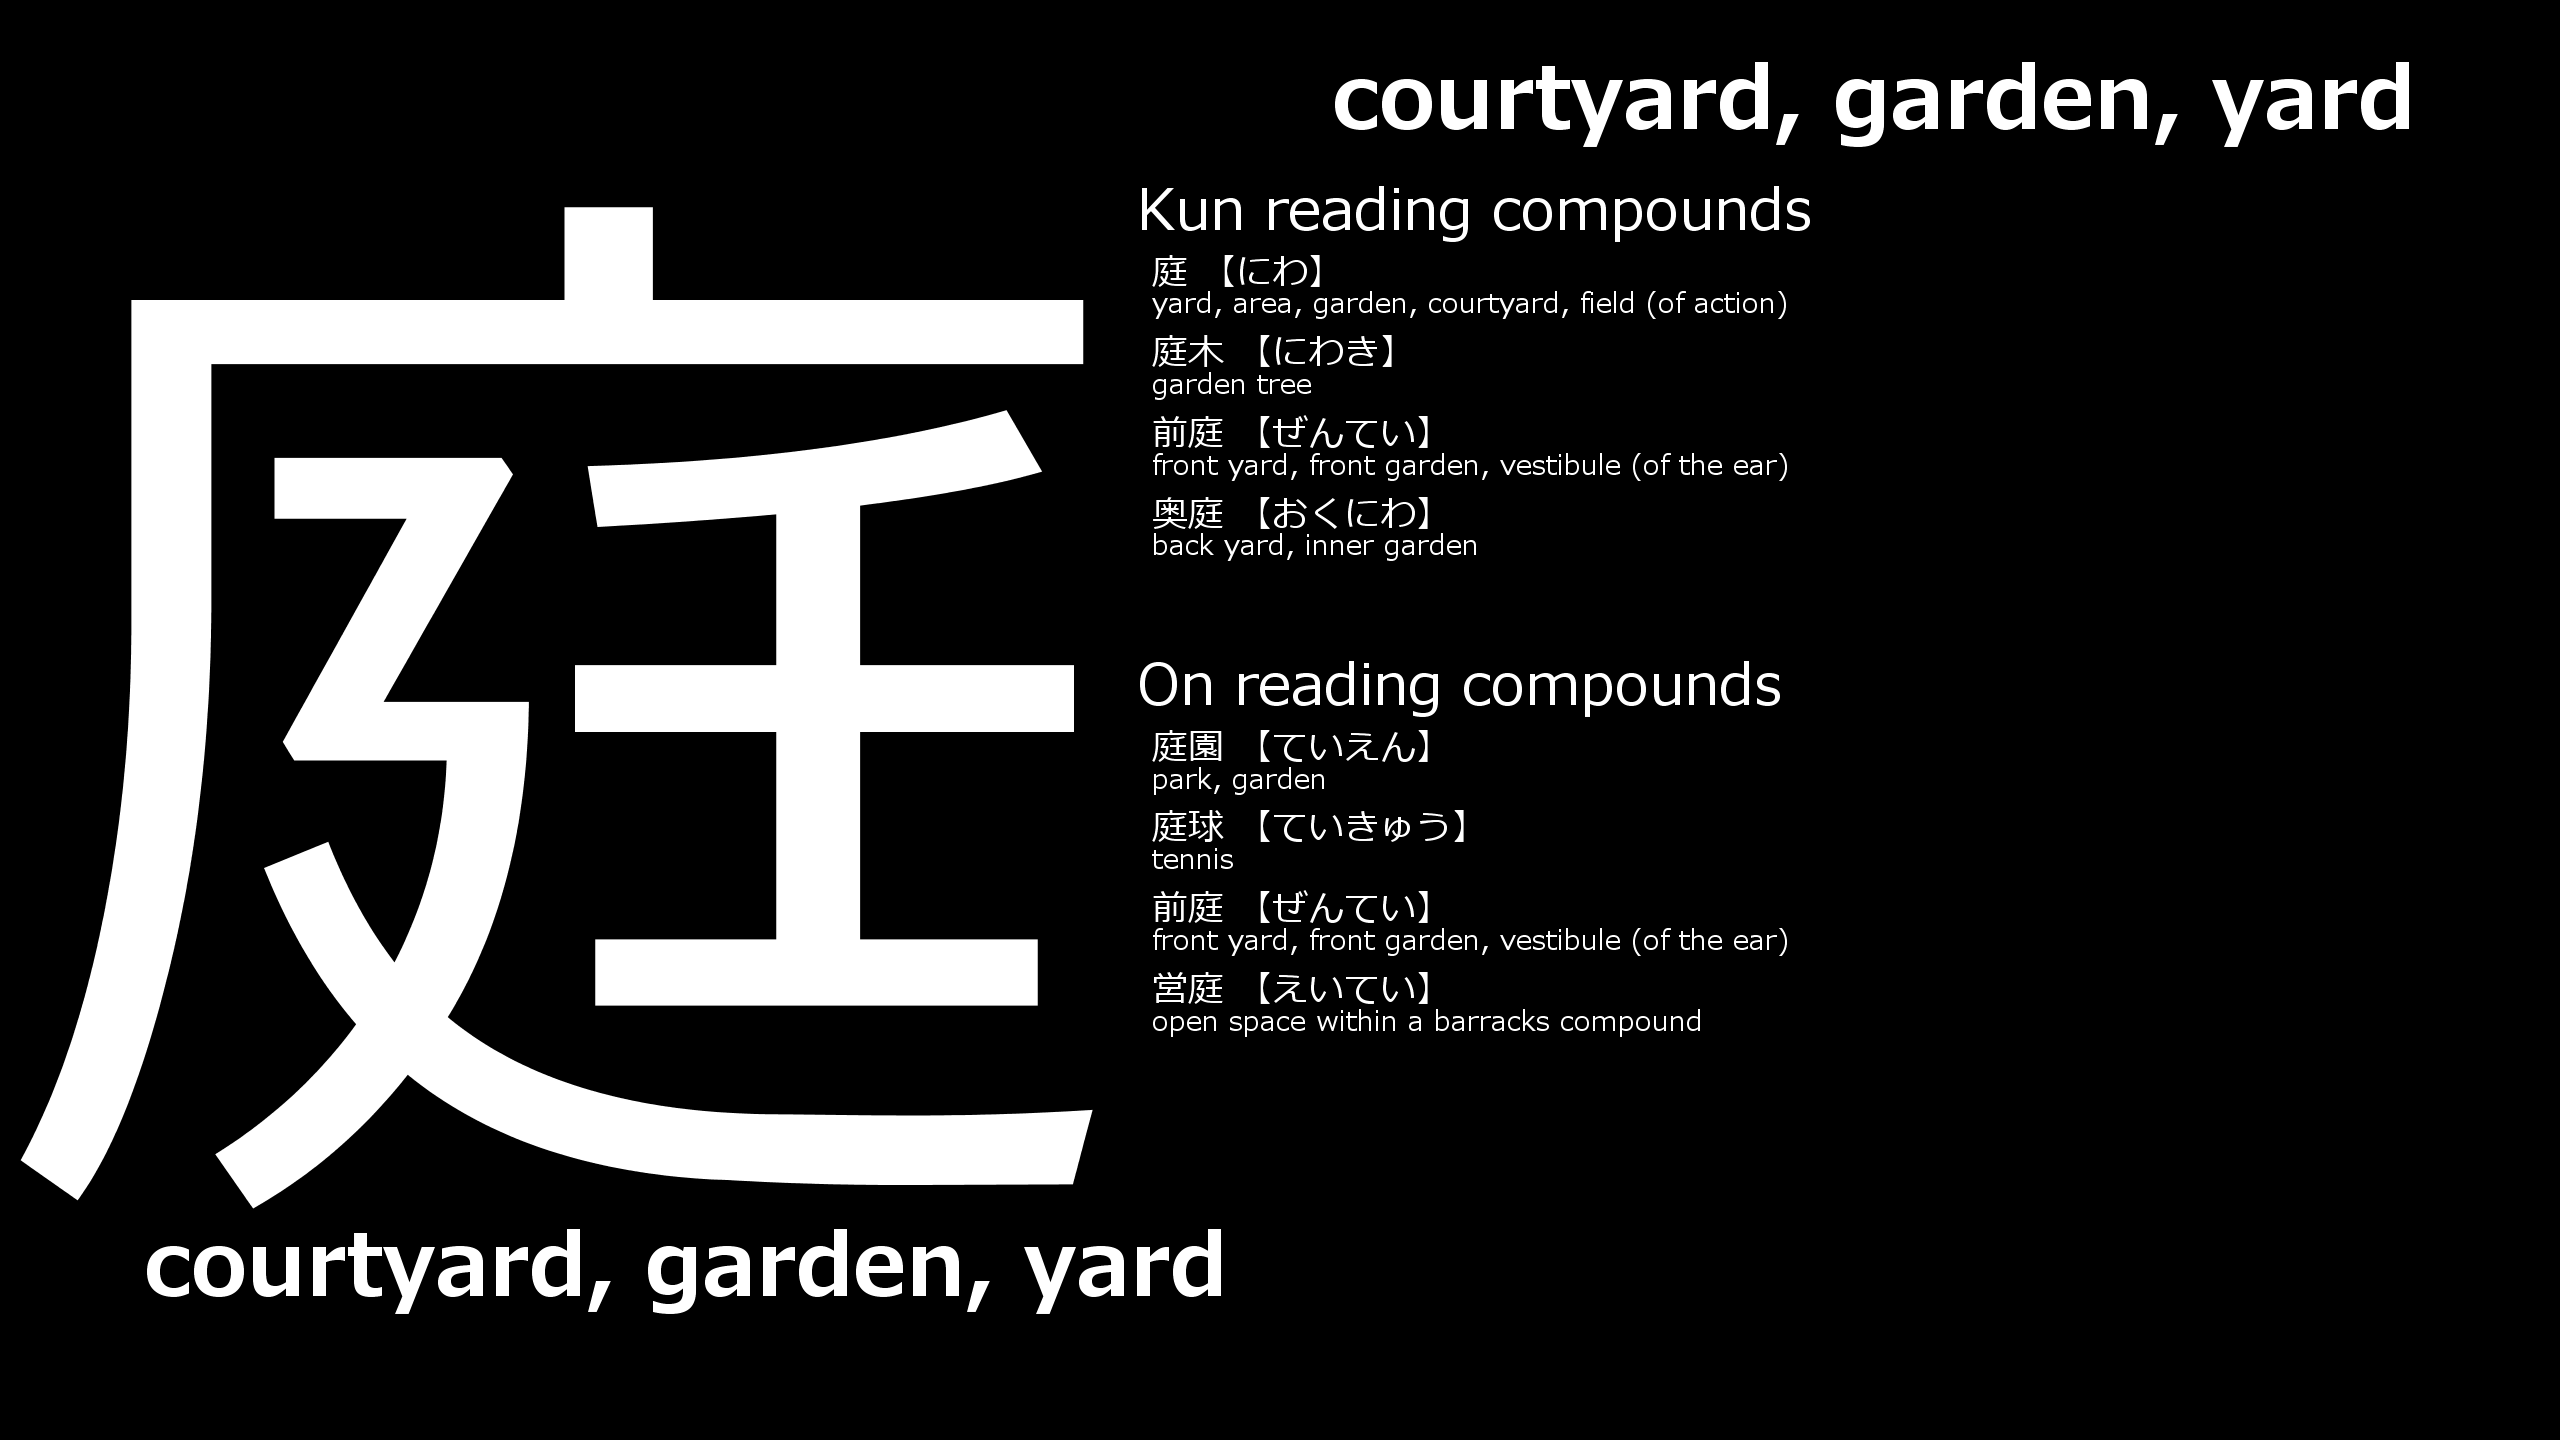 courtyard, garden, yard
庭
Kun reading compounds
庭 【にわ】
yard, area, garden, courtyard, field (of action)
庭木 【にわき】
garden tree
前庭 【ぜんてい】
front yard, front garden, vestibule (of the ear)
奥庭 【おくにわ】
back yard, inner garden
On reading compounds
庭園 【ていえん】
park, garden
庭球 【ていきゅう】
tennis
前庭 【ぜんてい】
front yard, front garden, vestibule (of the ear)
営庭 【えいてい】
open space within a barracks compound
courtyard, garden, yard